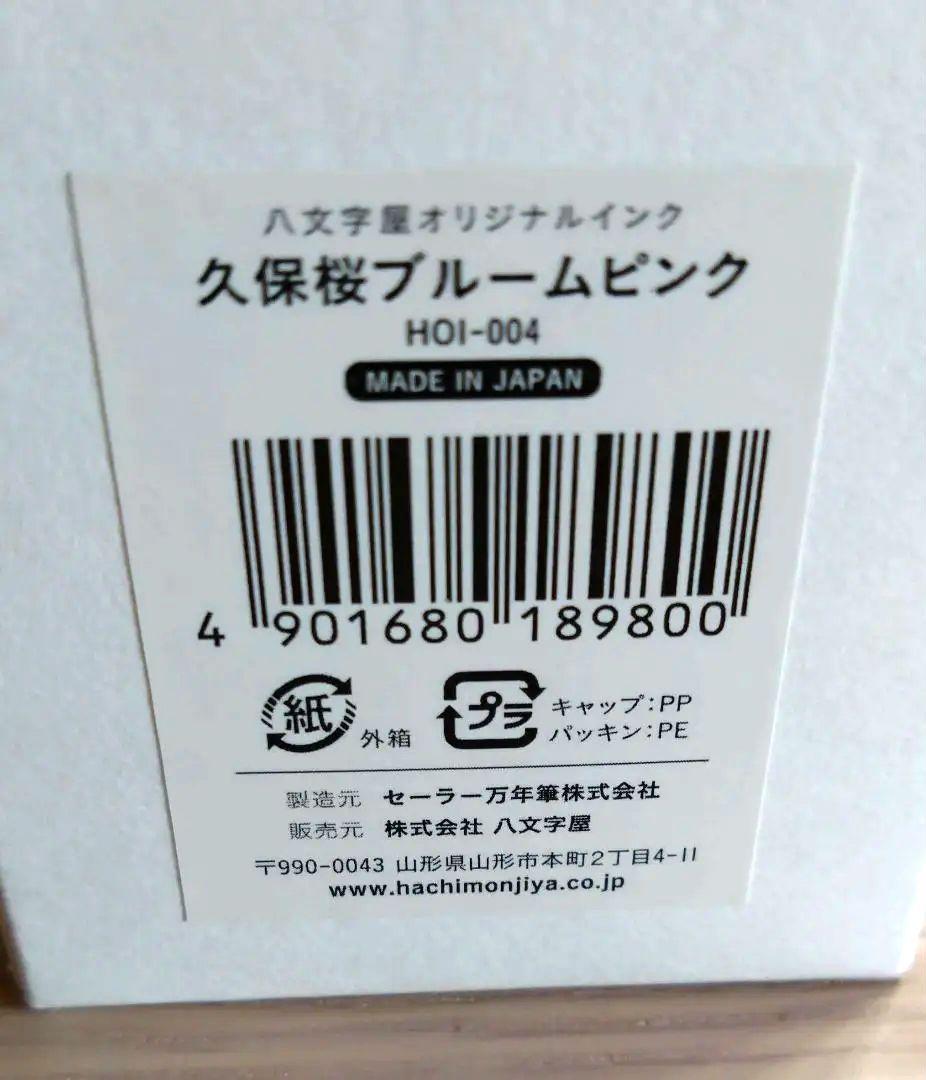 八文字屋オリジナルインク
久保桜ブルームピンク
HOI-004
MADE IN JAPAN
4 901680 189800
紙 外箱
プラ キャップ:PP
パッキン:PE
製造元 セーラー万年筆株式会社
販売元 株式会社 八文字屋
〒990-0043 山形県山形市本町2丁目4-11
www.hachimonjiya.co.jp